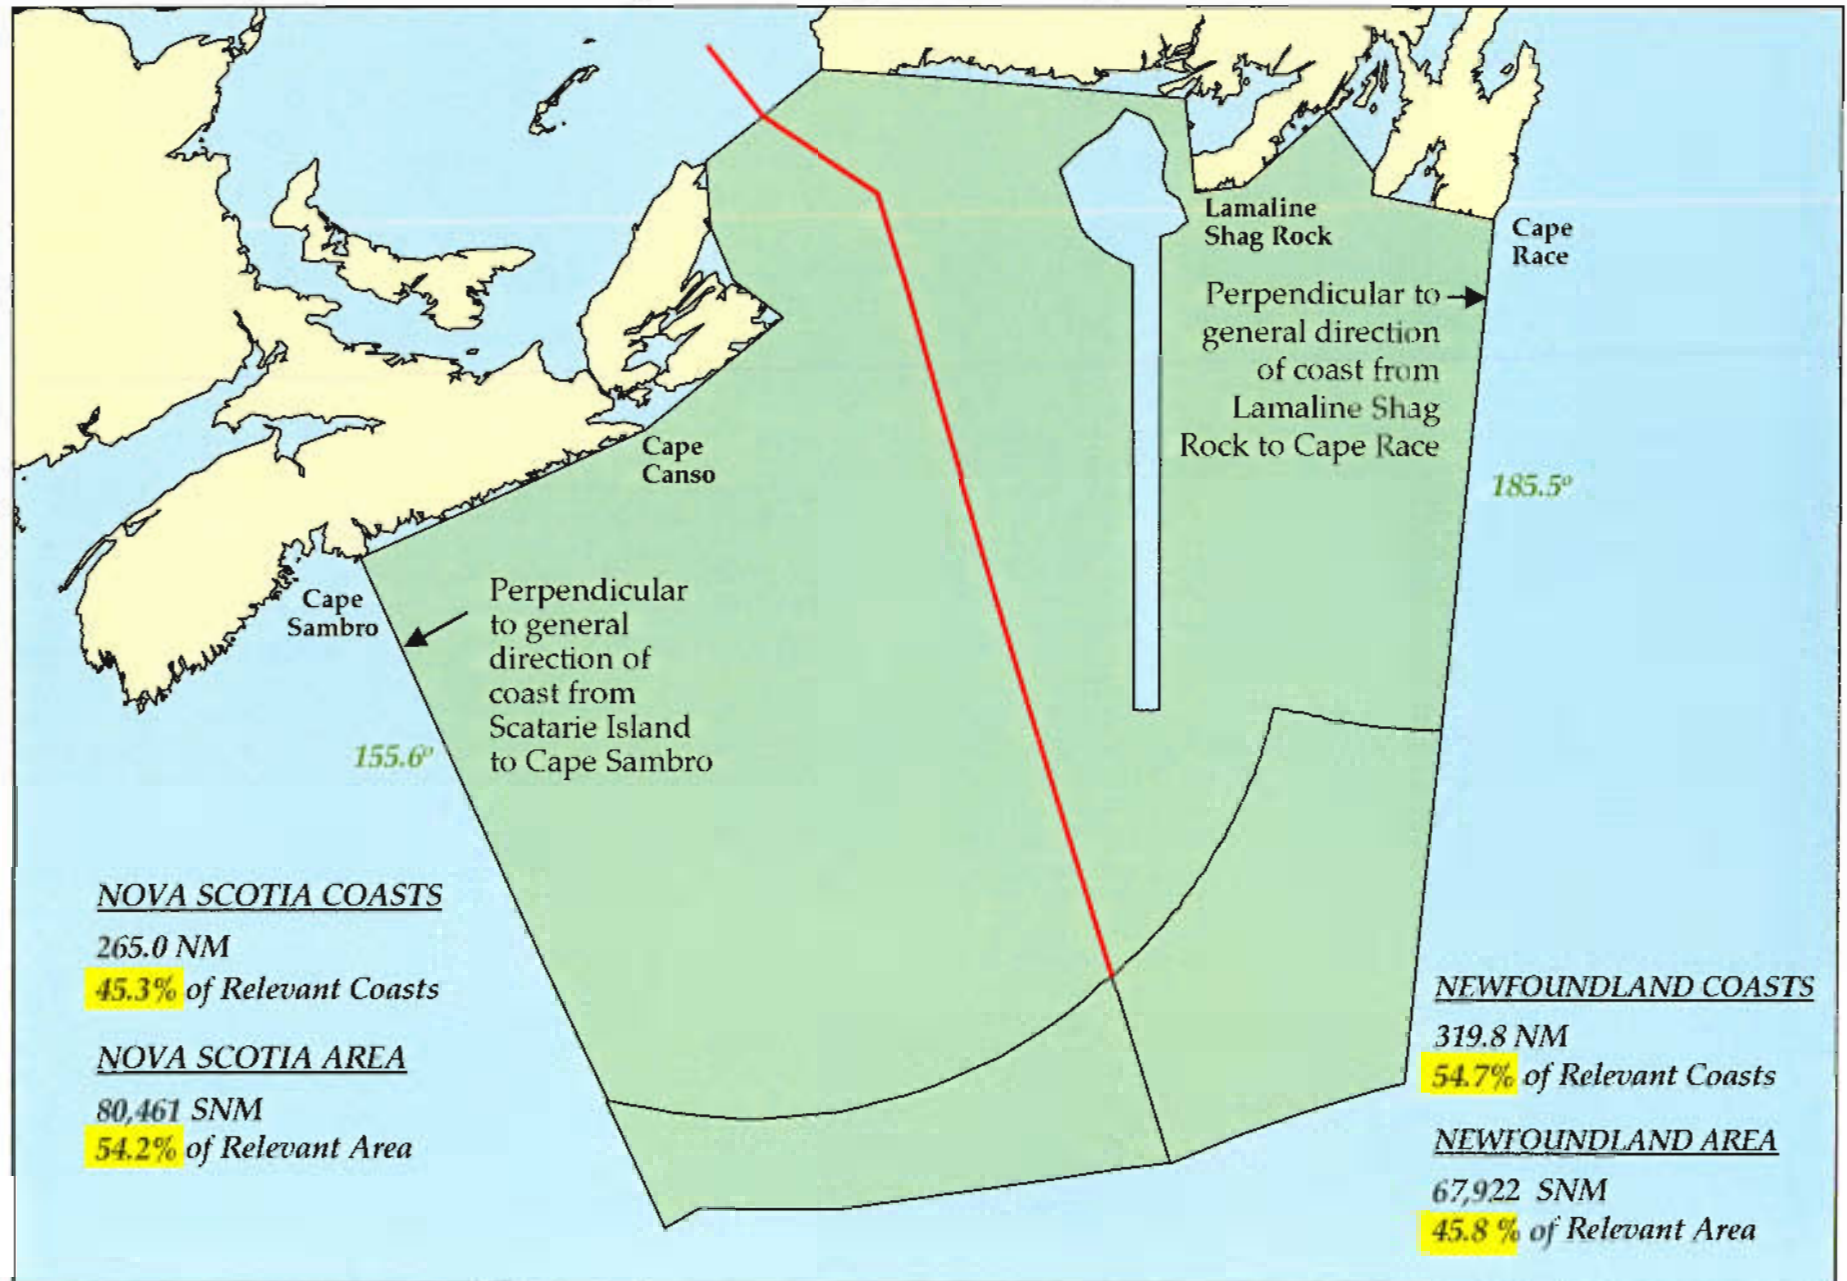 Lamaline
Shag Rock
Cape
Race
Perpendicular to
general direction
of coast from
Lamaline Shag
Rock to Cape Race
185.5º
Cape
Canso
Cape
Sambro
Perpendicular
to general
direction of
coast from
Scatarie Island
to Cape Sambro
155.6º
NOVA SCOTIA COASTS
265.0 NM
45.3% of Relevant Coasts
NOVA SCOTIA AREA
80,461 SNM
54.2% of Relevant Area
NEWFOUNDLAND COASTS
319.8 NM
54.7% of Relevant Coasts
NEWFOUNDLAND AREA
67,922 SNM
45.8 % of Relevant Area